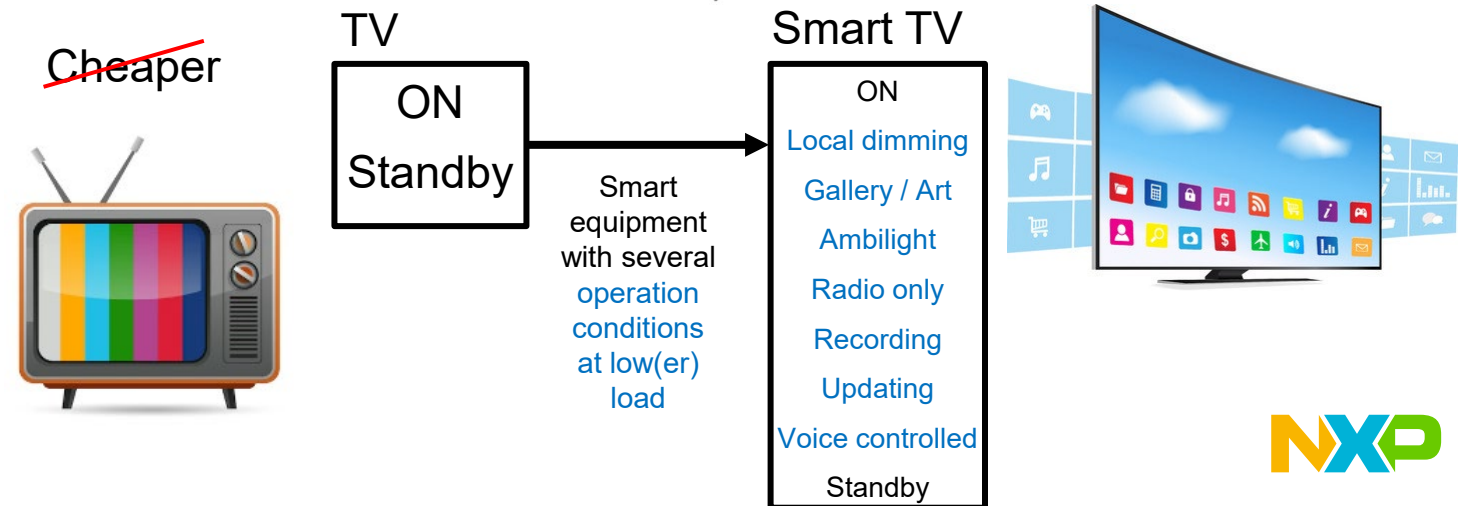 Cheaper
TV
ON
Standby
Smart
equipment
with several
operation
conditions
at low(er)
load
Smart TV
ON
Local dimming
Gallery / Art
Ambilight
Radio only
Recording
Updating
Voice controlled
Standby
NXP